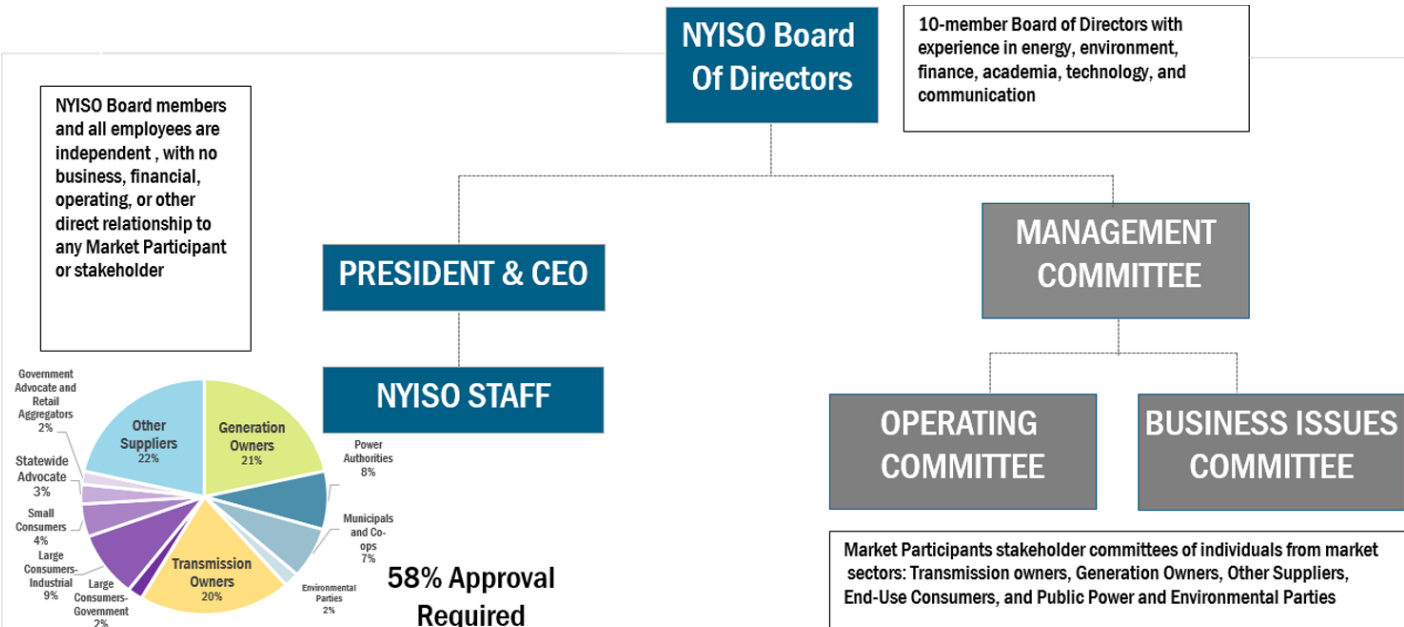 NYISO Board
Of Directors
10-member Board of Directors with
experience in energy, environment,
finance, academia, technology, and
communication
NYISO Board members
and all employees are
independent , with no
business, financial,
operating, or other
direct relationship to
any Market Participant
or stakeholder
PRESIDENT & CEO
NYISO STAFF
MANAGEMENT
COMMITTEE
OPERATING
COMMITTEE
BUSINESS ISSUES
COMMITTEE
Market Participants stakeholder committees of individuals from market
sectors: Transmission owners, Generation Owners, Other Suppliers,
End-Use Consumers, and Public Power and Environmental Parties
Government
Advocate and
Retail
Aggregators
2%
Statewide
Advocate
3%
Small
Consumers
4%
Large
Consumers-
Industrial
9%
Large
Consumers-
Government
2%
Other
Suppliers
22%
Generation
Owners
21%
Power
Authorities
8%
Municipals
and Co-
ops
7%
Environmental
Parties
2%
Transmission
Owners
20%
58% Approval
Required